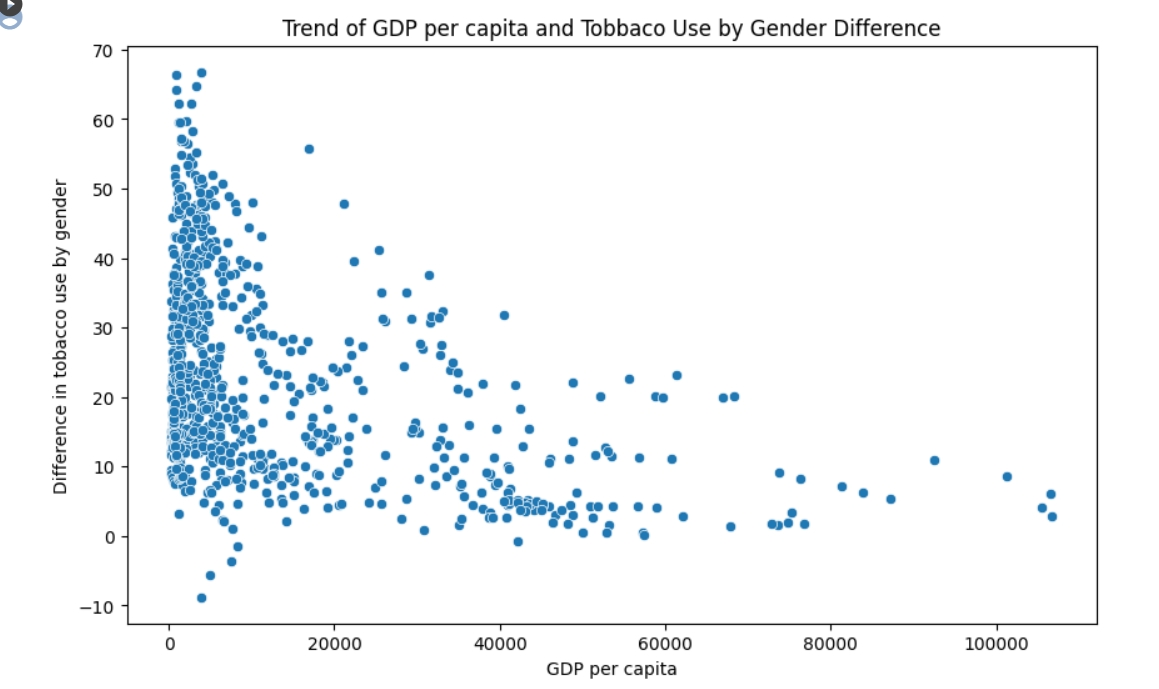 Trend of GDP per capita and Tobbaco Use by Gender Difference
70
60
50
40
30
20
10
0
−10
Difference in tobacco use by gender
0 20000 40000 60000 80000 100000
GDP per capita